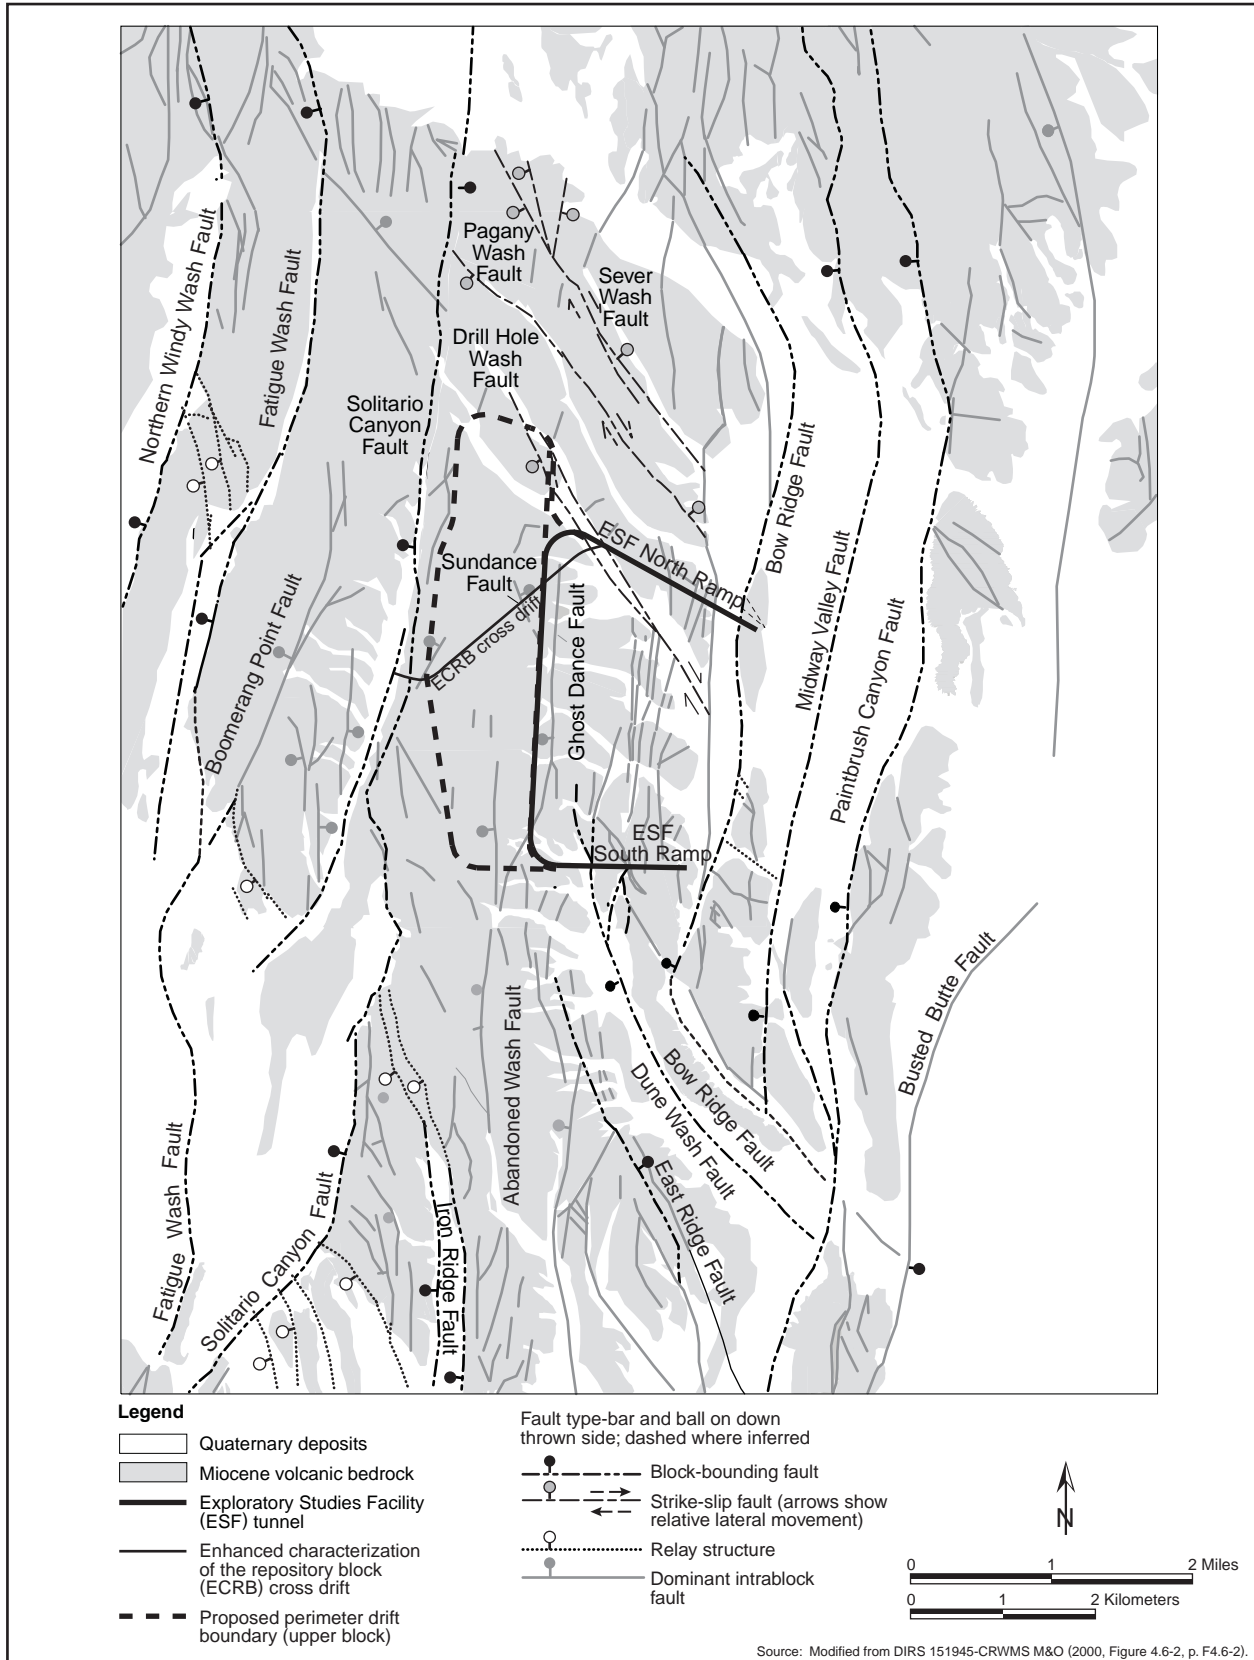 Pagany
Wash
Fault
Sever
Wash
Fault
Northern Windy Wash Fault
Fatigue Wash Fault
Drill Hole
Wash
Fault
Solitario
Canyon
Fault
Bow Ridge Fault
ESF North Ramp
Sundance
Fault
ECRB cross drift
Ghost Dance Fault
Midway Valley Fault
Paintbrush Canyon Fault
Boomerang Point Fault
ESF
South Ramp
Busted Butte Fault
Abandoned Wash Fault
Bow Ridge Fault
Dune Wash Fault
East Ridge Fault
Fatigue Wash Fault
Solitario Canyon Fault
Iron Ridge Fault
Legend
Quaternary deposits
Miocene volcanic bedrock
Exploratory Studies Facility
(ESF) tunnel
Enhanced characterization
of the repository block
(ECRB) cross drift
Proposed perimeter drift
boundary (upper block)
Fault type-bar and ball on down
thrown side; dashed where inferred
Block-bounding fault
Strike-slip fault (arrows show
relative lateral movement)
Relay structure
Dominant intrablock
fault
N
0 1 2 Miles
0 1 2 Kilometers
Source: Modified from DIRS 151945-CRWMS M&O (2000, Figure 4.6-2, p. F4.6-2).